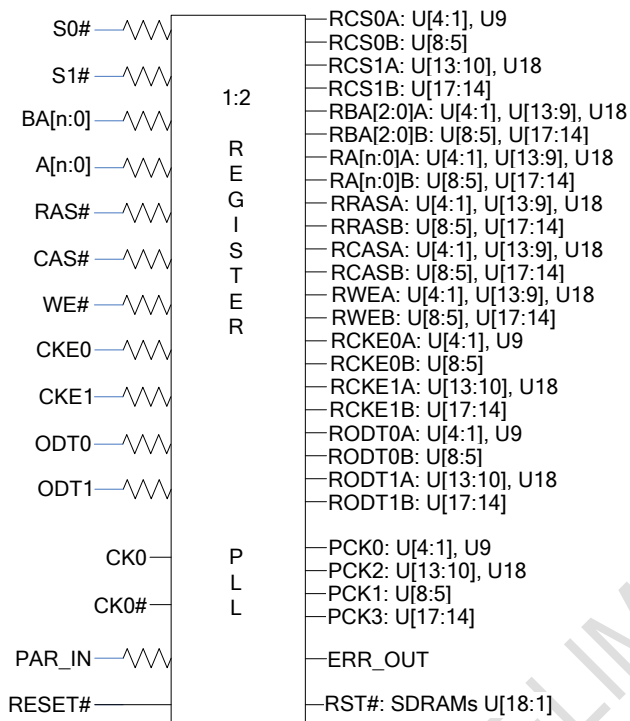 S0#
S1#
BA[n:0]
A[n:0]
RAS#
CAS#
WE#
CKE0
CKE1
ODT0
ODT1
CK0
CK0#
PAR_IN
RESET#
1:2
R
E
G
I
S
T
E
R
P
L
L
RCS0A: U[4:1], U9
RCS0B: U[8:5]
RCS1A: U[13:10], U18
RCS1B: U[17:14]
RBA[2:0]A: U[4:1], U[13:9], U18
RBA[2:0]B: U[8:5], U[17:14]
RA[n:0]A: U[4:1], U[13:9], U18
RA[n:0]B: U[8:5], U[17:14]
RRASA: U[4:1], U[13:9], U18
RRASB: U[8:5], U[17:14]
RCASA: U[4:1], U[13:9], U18
RCASB: U[8:5], U[17:14]
RWEA: U[4:1], U[13:9], U18
RWEB: U[8:5], U[17:14]
RCKE0A: U[4:1], U9
RCKE0B: U[8:5]
RCKE1A: U[13:10], U18
RCKE1B: U[17:14]
RODT0A: U[4:1], U9
RODT0B: U[8:5]
RODT1A: U[13:10], U18
RODT1B: U[17:14]
PCK0: U[4:1], U9
PCK2: U[13:10], U18
PCK1: U[8:5]
PCK3: U[17:14]
ERR_OUT
RST#: SDRAMs U[18:1]